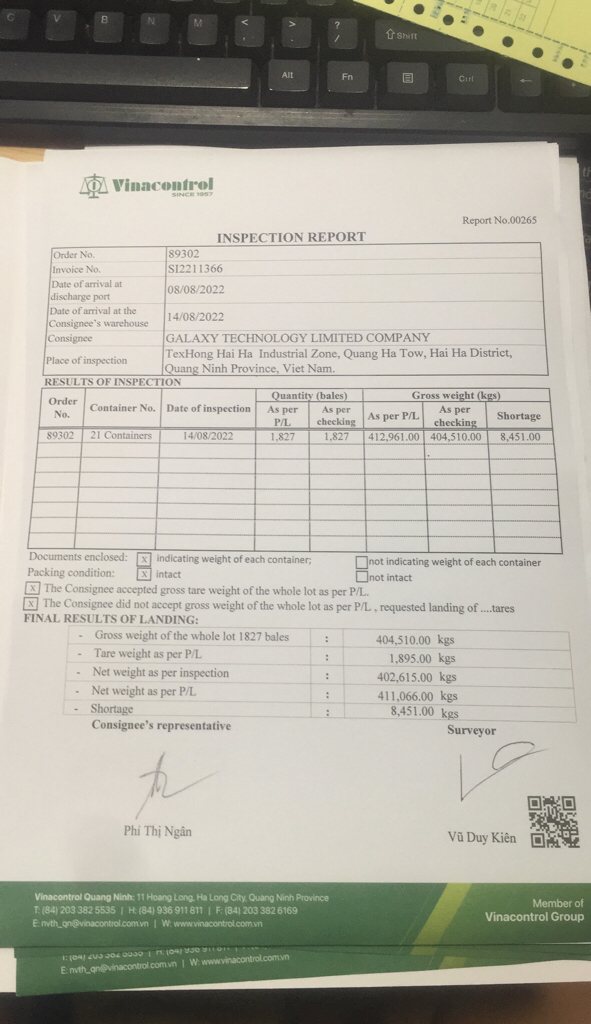 C V B N M < , > . ? / ⇧Shift
Alt Fn Ctrl ←
Vinacontrol
SINCE 1957
Report No.00265
INSPECTION REPORT
Order No. 89302
Invoice No. SI2211366
Date of arrival at discharge port 08/08/2022
Date of arrival at the Consignee's warehouse 14/08/2022
Consignee GALAXY TECHNOLOGY LIMITED COMPANY
Place of inspection TexHong Hai Ha Industrial Zone, Quang Ha Tow, Hai Ha District,
Quang Ninh Province, Viet Nam.
RESULTS OF INSPECTION
Order No. Container No. Date of inspection Quantity (bales) Gross weight (kgs)
As per P/L As per checking As per P/L As per checking Shortage
89302 21 Containers 14/08/2022 1,827 1,827 412,961.00 404,510.00 8,451.00
Documents enclosed: x indicating weight of each container; not indicating weight of each container
Packing condition: x intact not intact
x The Consignee accepted gross tare weight of the whole lot as per P/L.
x The Consignee did not accept gross weight of the whole lot as per P/L , requested landing of ....tares
FINAL RESULTS OF LANDING:
- Gross weight of the whole lot 1827 bales : 404,510.00 kgs
- Tare weight as per P/L : 1,895.00 kgs
- Net weight as per inspection : 402,615.00 kgs
- Net weight as per P/L : 411,066.00 kgs
- Shortage : 8,451.00 kgs
Consignee's representative Surveyor
Phí Thị Ngân Vũ Duy Kiên
Vinacontrol Quang Ninh: 11 Hoang Long, Ha Long City, Quang Ninh Province
T: (84) 203 382 5535 | H: (84) 936 911 811 | F: (84) 203 382 6169
E: nvth_qn@vinacontrol.com.vn | W: www.vinacontrol.com.vn
Member of
Vinacontrol Group
T: (84) 203 382 5535 | H: (84) 936 911 811
E: nvth_qn@vinacontrol.com.vn | W: www.vinacontrol.com.vn